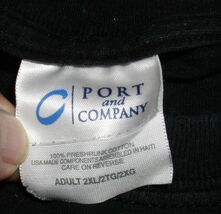 PORT
and
COMPANY
100% PRESHRUNK COTTON
USA MADE COMPONENTS ASSEMBLED IN HAITI
CARE ON REVERSE
ADULT 2XL/2TG/2XG